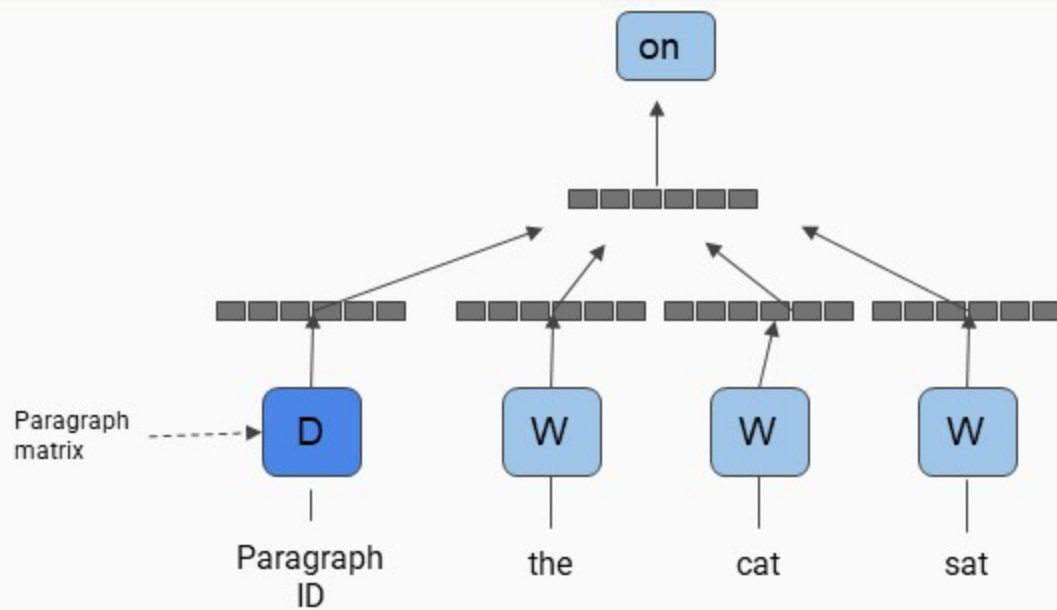 on
Paragraph
matrix
D
W
W
W
Paragraph
ID
the
cat
sat